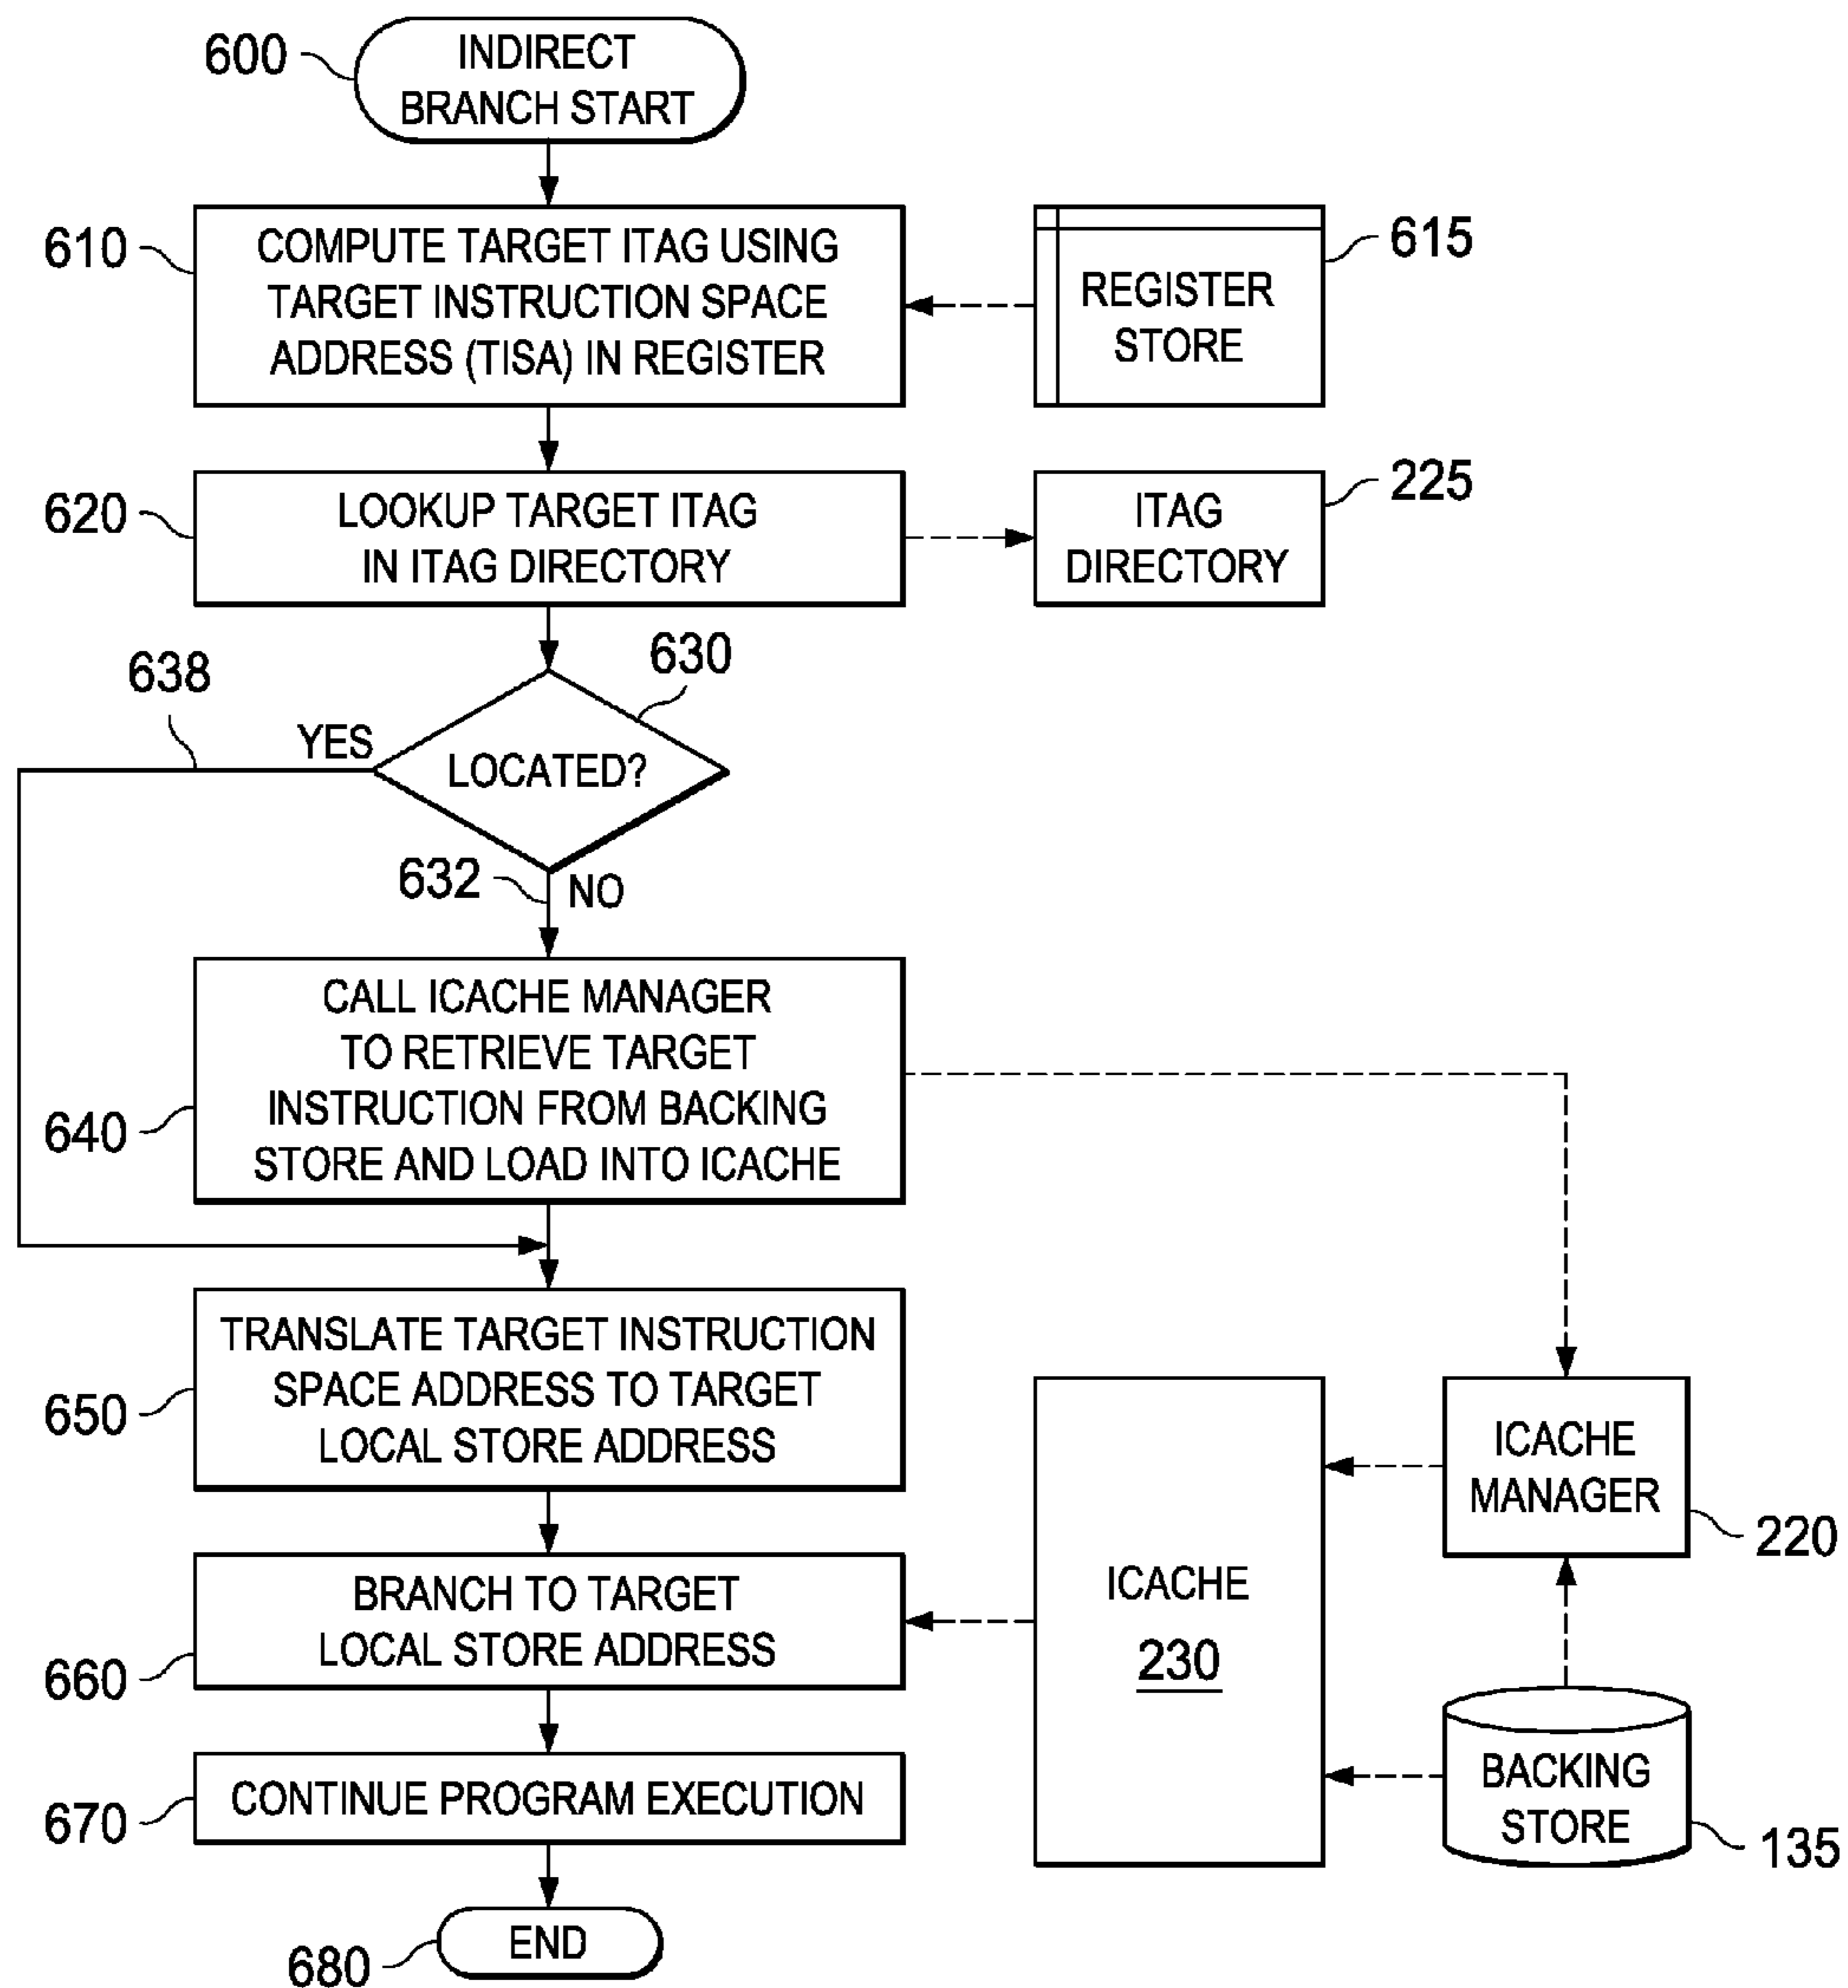 600
INDIRECT
BRANCH START
610
COMPUTE TARGET ITAG USING
TARGET INSTRUCTION SPACE
ADDRESS (TISA) IN REGISTER
REGISTER
STORE
615
620
LOOKUP TARGET ITAG
IN ITAG DIRECTORY
ITAG
DIRECTORY
225
638
630
YES
LOCATED?
632
NO
640
CALL ICACHE MANAGER
TO RETRIEVE TARGET
INSTRUCTION FROM BACKING
STORE AND LOAD INTO ICACHE
650
TRANSLATE TARGET INSTRUCTION
SPACE ADDRESS TO TARGET
LOCAL STORE ADDRESS
ICACHE
MANAGER
220
660
BRANCH TO TARGET
LOCAL STORE ADDRESS
ICACHE
230
670
CONTINUE PROGRAM EXECUTION
BACKING
STORE
135
680
END